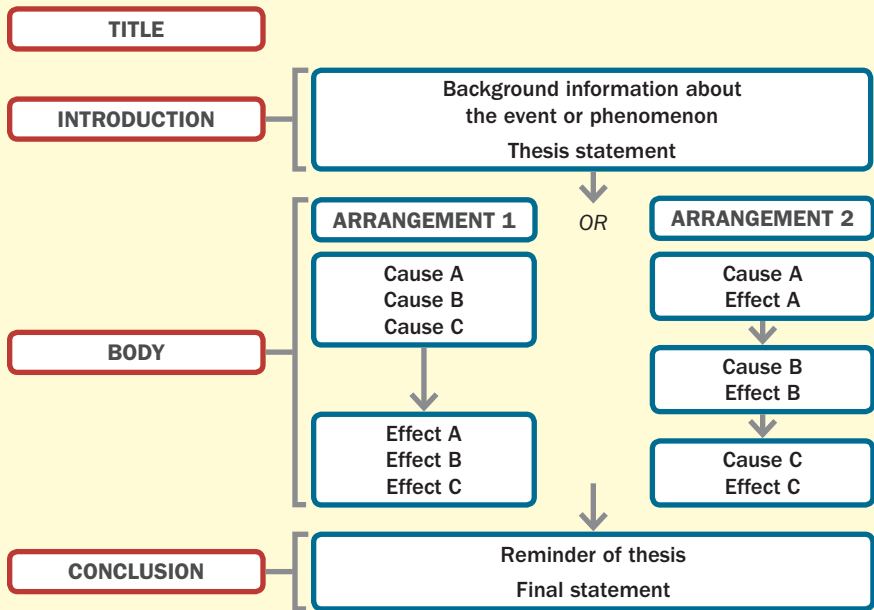 TITLE
INTRODUCTION
Background information about
the event or phenomenon
Thesis statement
BODY
ARRANGEMENT 1
Cause A
Cause B
Cause C
Effect A
Effect B
Effect C
OR
ARRANGEMENT 2
Cause A
Effect A
Cause B
Effect B
Cause C
Effect C
CONCLUSION
Reminder of thesis
Final statement